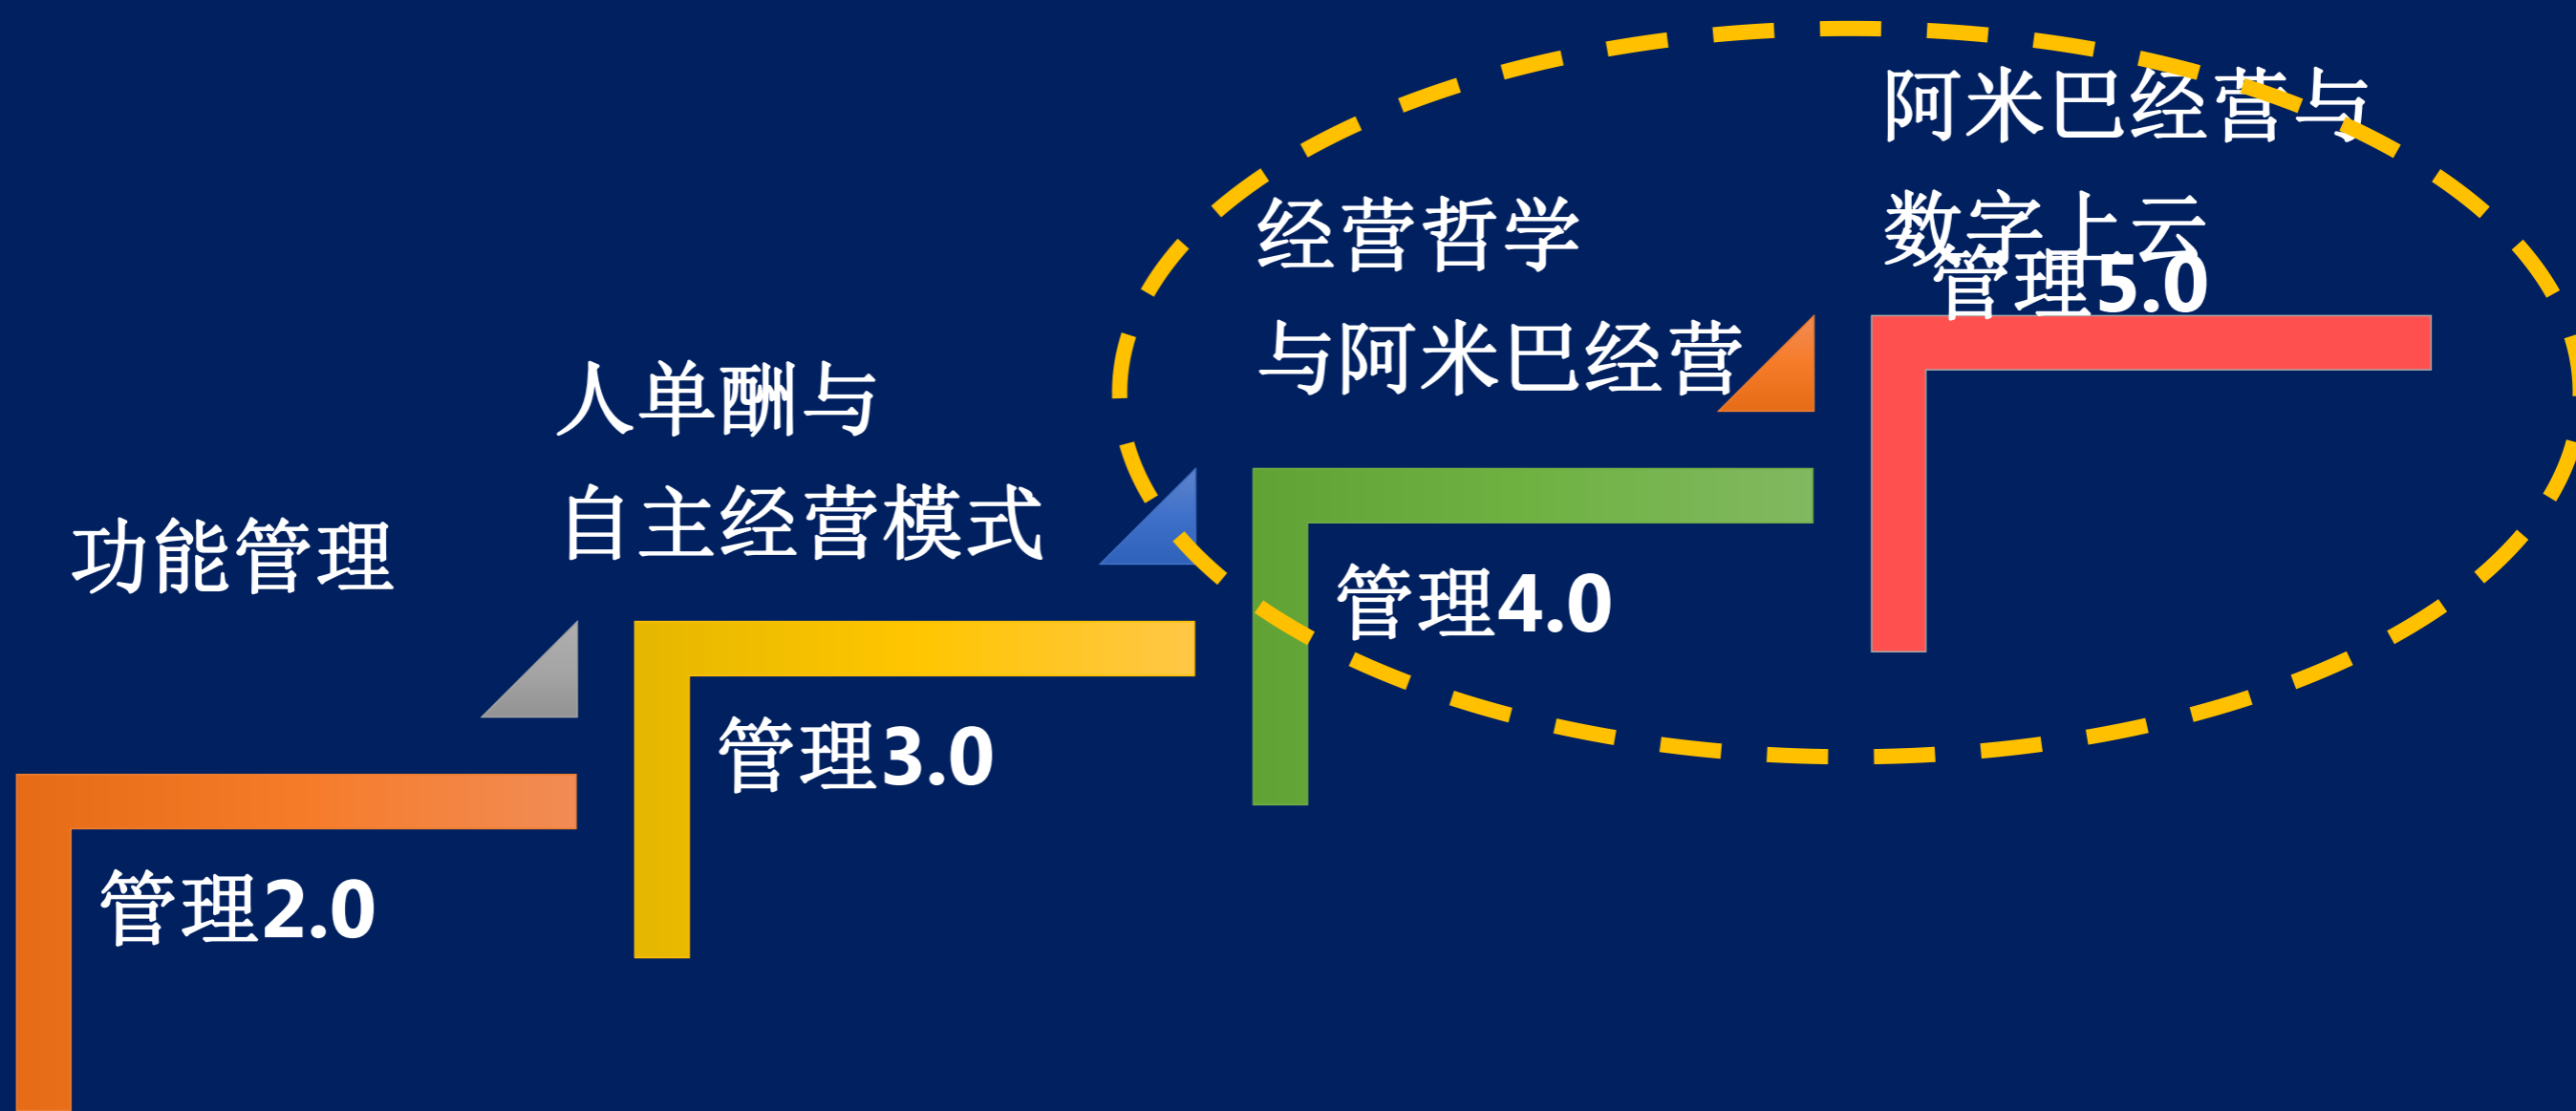 功能管理
管理2.0
人单酬与
自主经营模式
管理3.0
经营哲学
与阿米巴经营
管理4.0
阿米巴经营与
数字上云
管理5.0